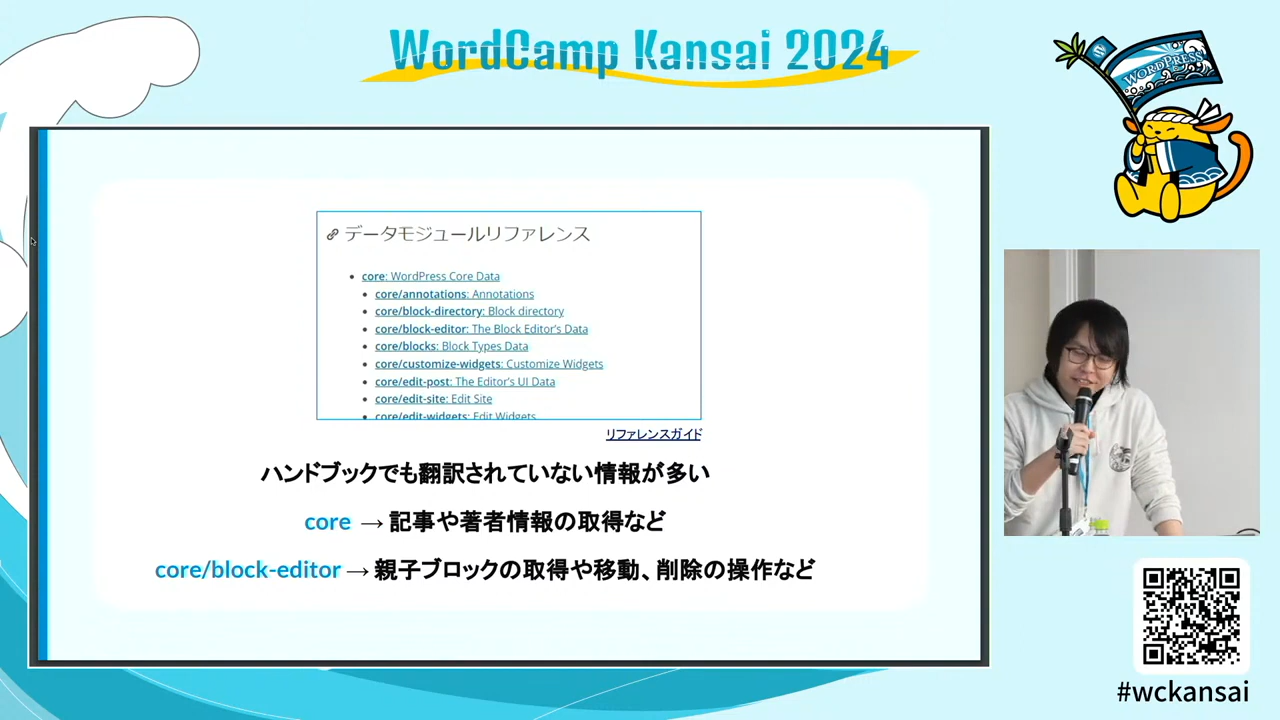 WordCamp Kansai 2024
WORDPRESS
データモジュールリファレンス
core: WordPress Core Data
core/annotations: Annotations
core/block-directory: Block directory
core/block-editor: The Block Editor's Data
core/blocks: Block Types Data
core/customize-widgets: Customize Widgets
core/edit-post: The Editor's UI Data
core/edit-site: Edit Site
core/edit-widgets: Edit Widgets
リファレンスガイド
ハンドブックでも翻訳されていない情報が多い
core → 記事や著者情報の取得など
core/block-editor → 親子ブロックの取得や移動、削除の操作など
#wckansai